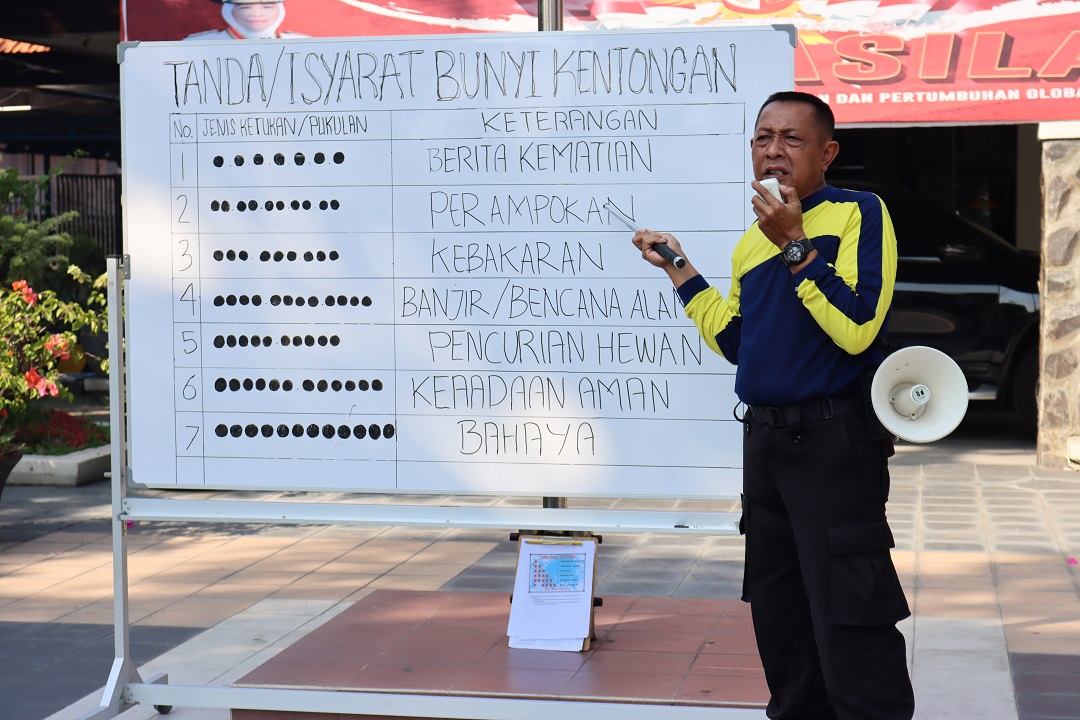 ASILA
DAN PERTUMBUHAN GLOBA
TANDA/ISYARAT BUNYI KENTONGAN
No. JENIS KETUKAN/PUKULAN KETERANGAN
1 BERITA KEMATIAN
2 PERAMPOKAN
3 KEBAKARAN
4 BANJIR/BENCANA ALAM
5 PENCURIAN HEWAN
6 KEAADAAN AMAN
7 BAHAYA